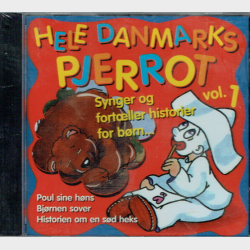 HELE DANMARKS
PJERROT
vol. 1
Synger og
fortæller historier
for børn...
Poul sine høns
Bjørnen sover
Historien om en sød heks